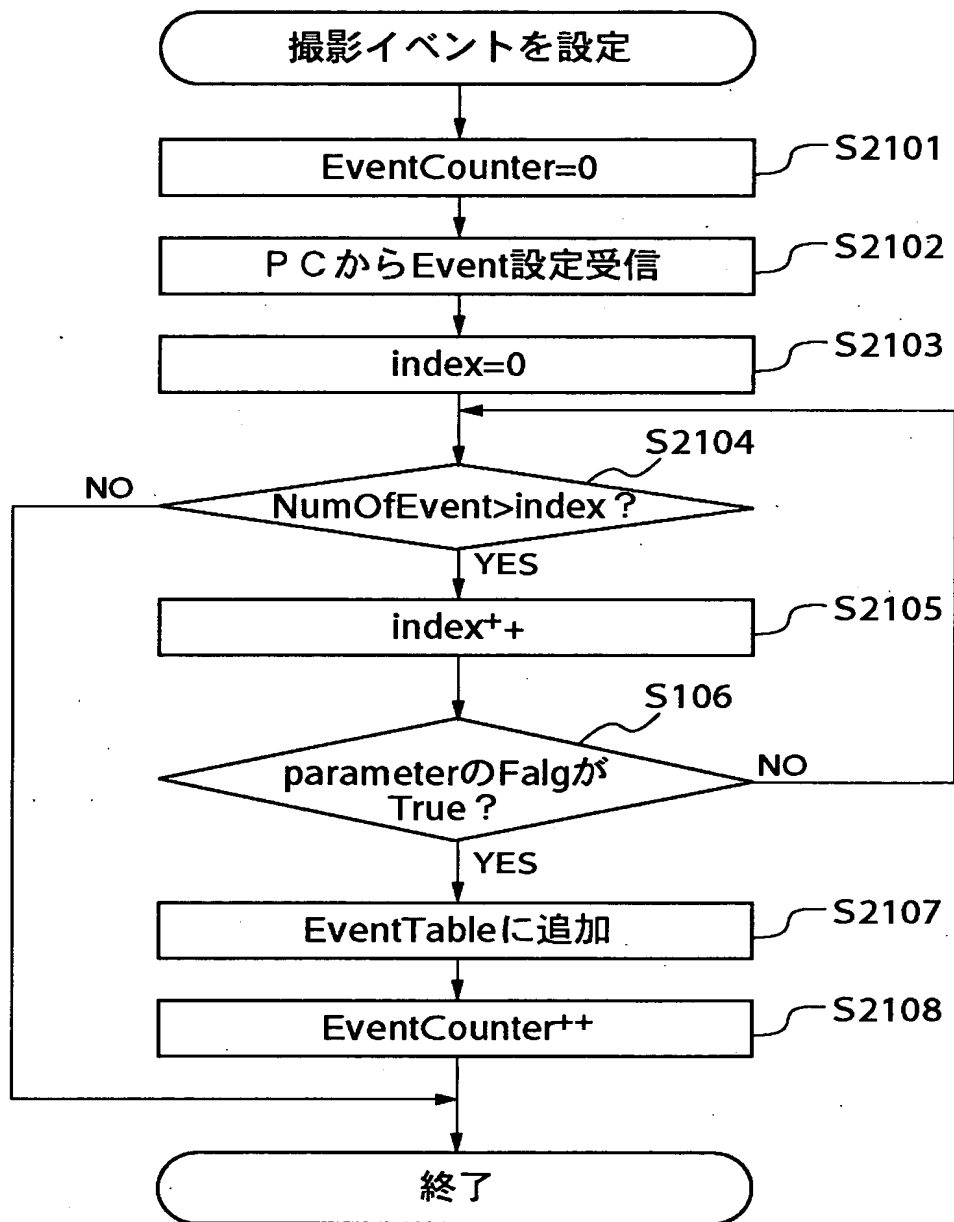 撮影イベントを設定
EventCounter=0
S2101
ＰＣからEvent設定受信
S2102
index=0
S2103
S2104
NO
NumOfEvent>index？
YES
index++
S2105
S106
parameterのFalgが
True？
NO
YES
EventTableに追加
S2107
EventCounter++
S2108
終了